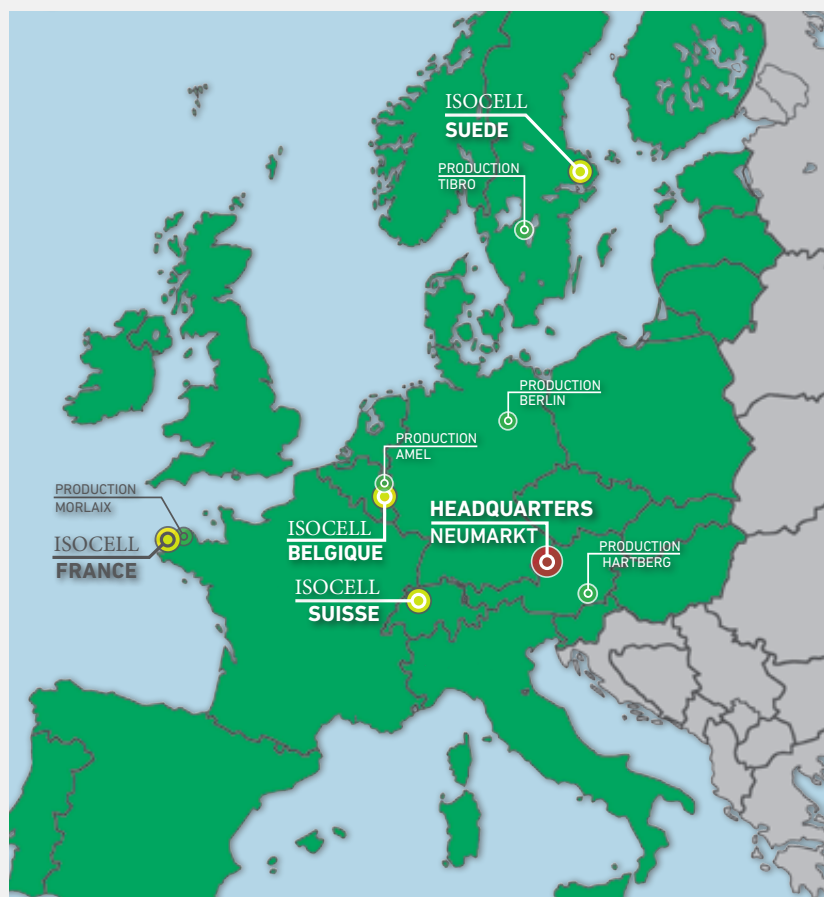 ISOCELL
SUEDE
PRODUCTION
TIBRO
PRODUCTION
BERLIN
PRODUCTION
AMEL
PRODUCTION
MORLAIX
ISOCELL
FRANCE
ISOCELL
BELGIQUE
HEADQUARTERS
NEUMARKT
PRODUCTION
HARTBERG
ISOCELL
SUISSE